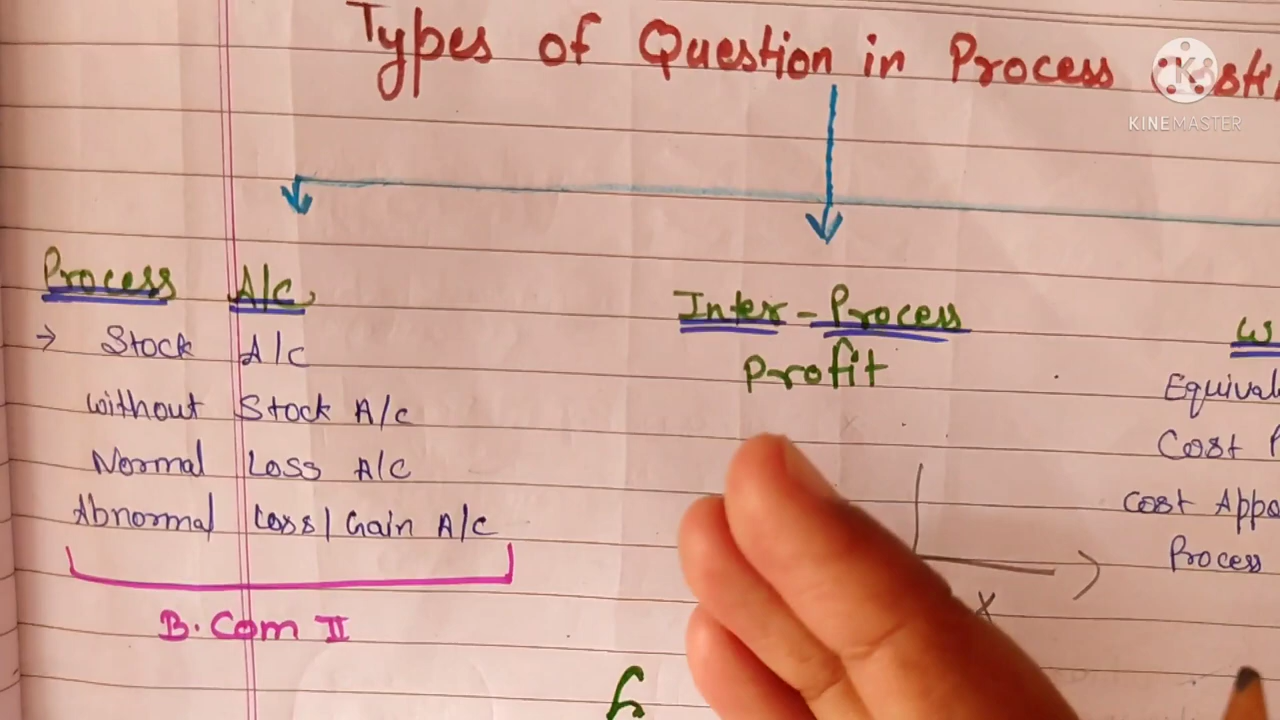 Types of Question in Process
KINEMASTER
Process A/c
→ Stock A/c
without Stock A/c
Normal Loss A/c
Abnormal Loss/Gain A/c
B.Com II
Inter-Process
Profit
Cost
Cost
Process
x